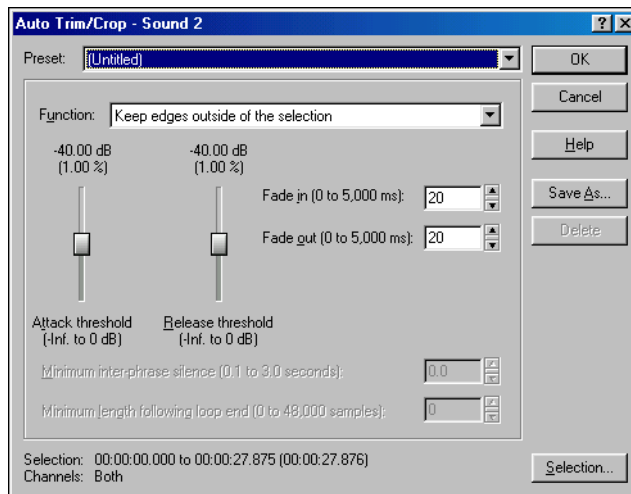 Auto Trim/Crop - Sound 2
Preset: (Untitled)
OK
Cancel
Help
Save As...
Delete
Function: Keep edges outside of the selection
-40.00 dB
(1.00 %)
-40.00 dB
(1.00 %)
Fade in (0 to 5,000 ms): 20
Fade out (0 to 5,000 ms): 20
Attack threshold
(-Inf. to 0 dB)
Release threshold
(-Inf. to 0 dB)
Minimum inter-phrase silence (0.1 to 3.0 seconds): 0.0
Minimum length following loop end (0 to 48,000 samples): 0
Selection: 00:00:00.000 to 00:00:27.875 (00:00:27.876)
Channels: Both
Selection...